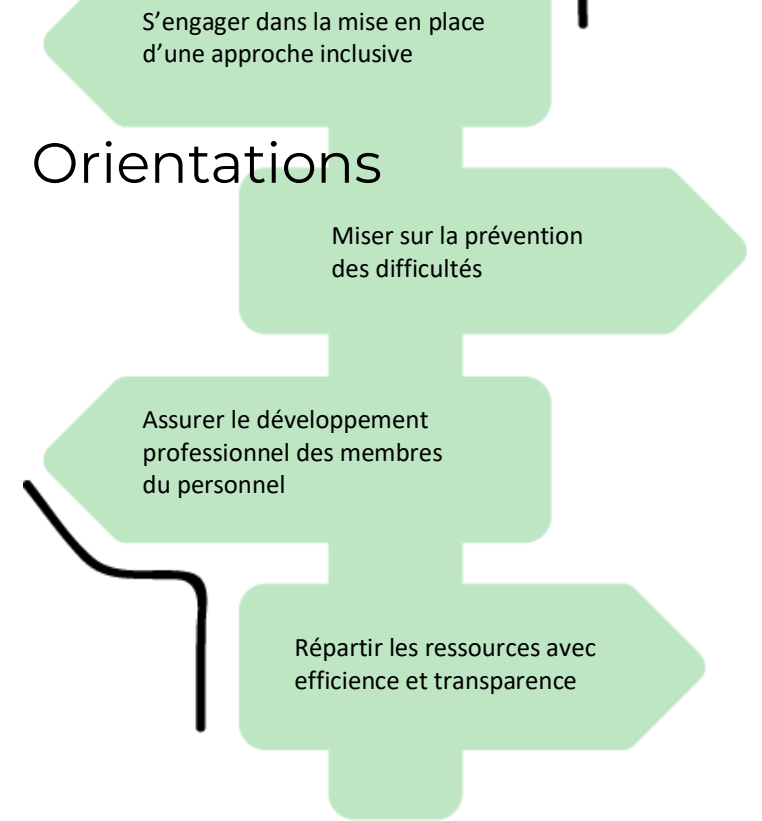 S’engager dans la mise en place
d’une approche inclusive
Orientations
Miser sur la prévention
des difficultés
Assurer le développement
professionnel des membres
du personnel
Répartir les ressources avec
efficience et transparence